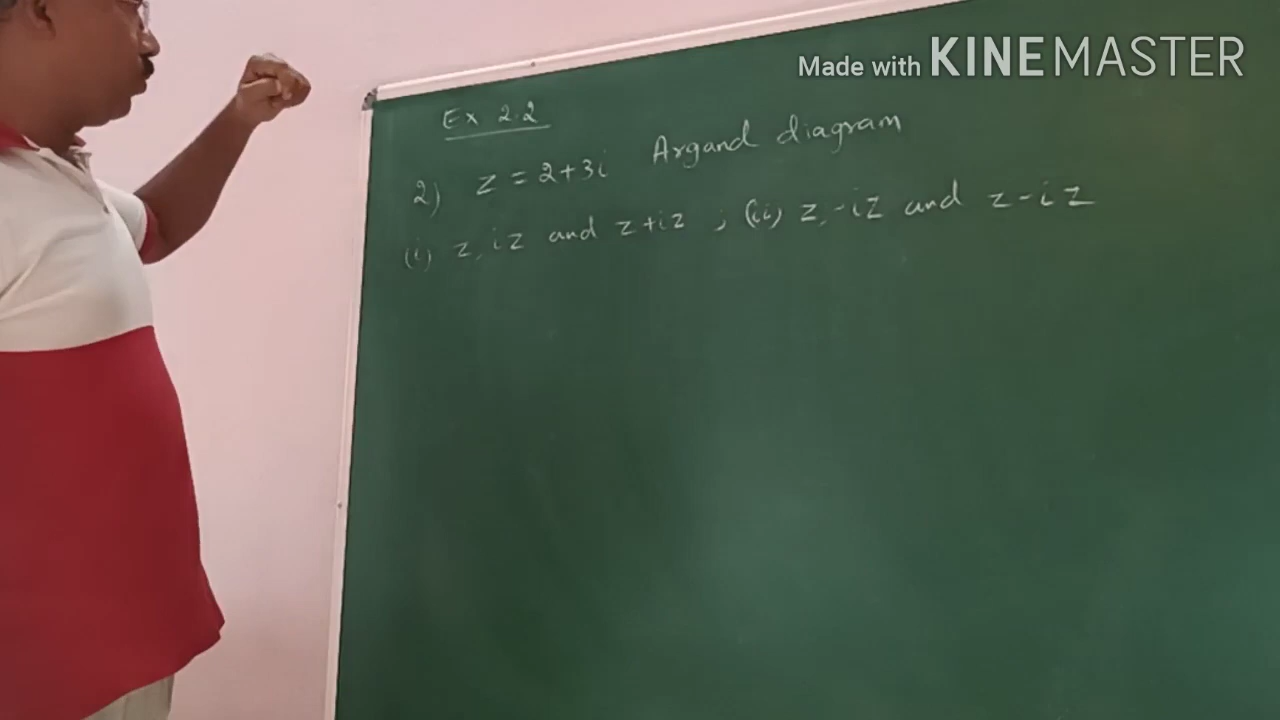 Made with KINEMASTER
Ex 2.2
2) z = 2+3i Argand diagram
(i) z, iz and z+iz ; (ii) z, -iz and z-iz